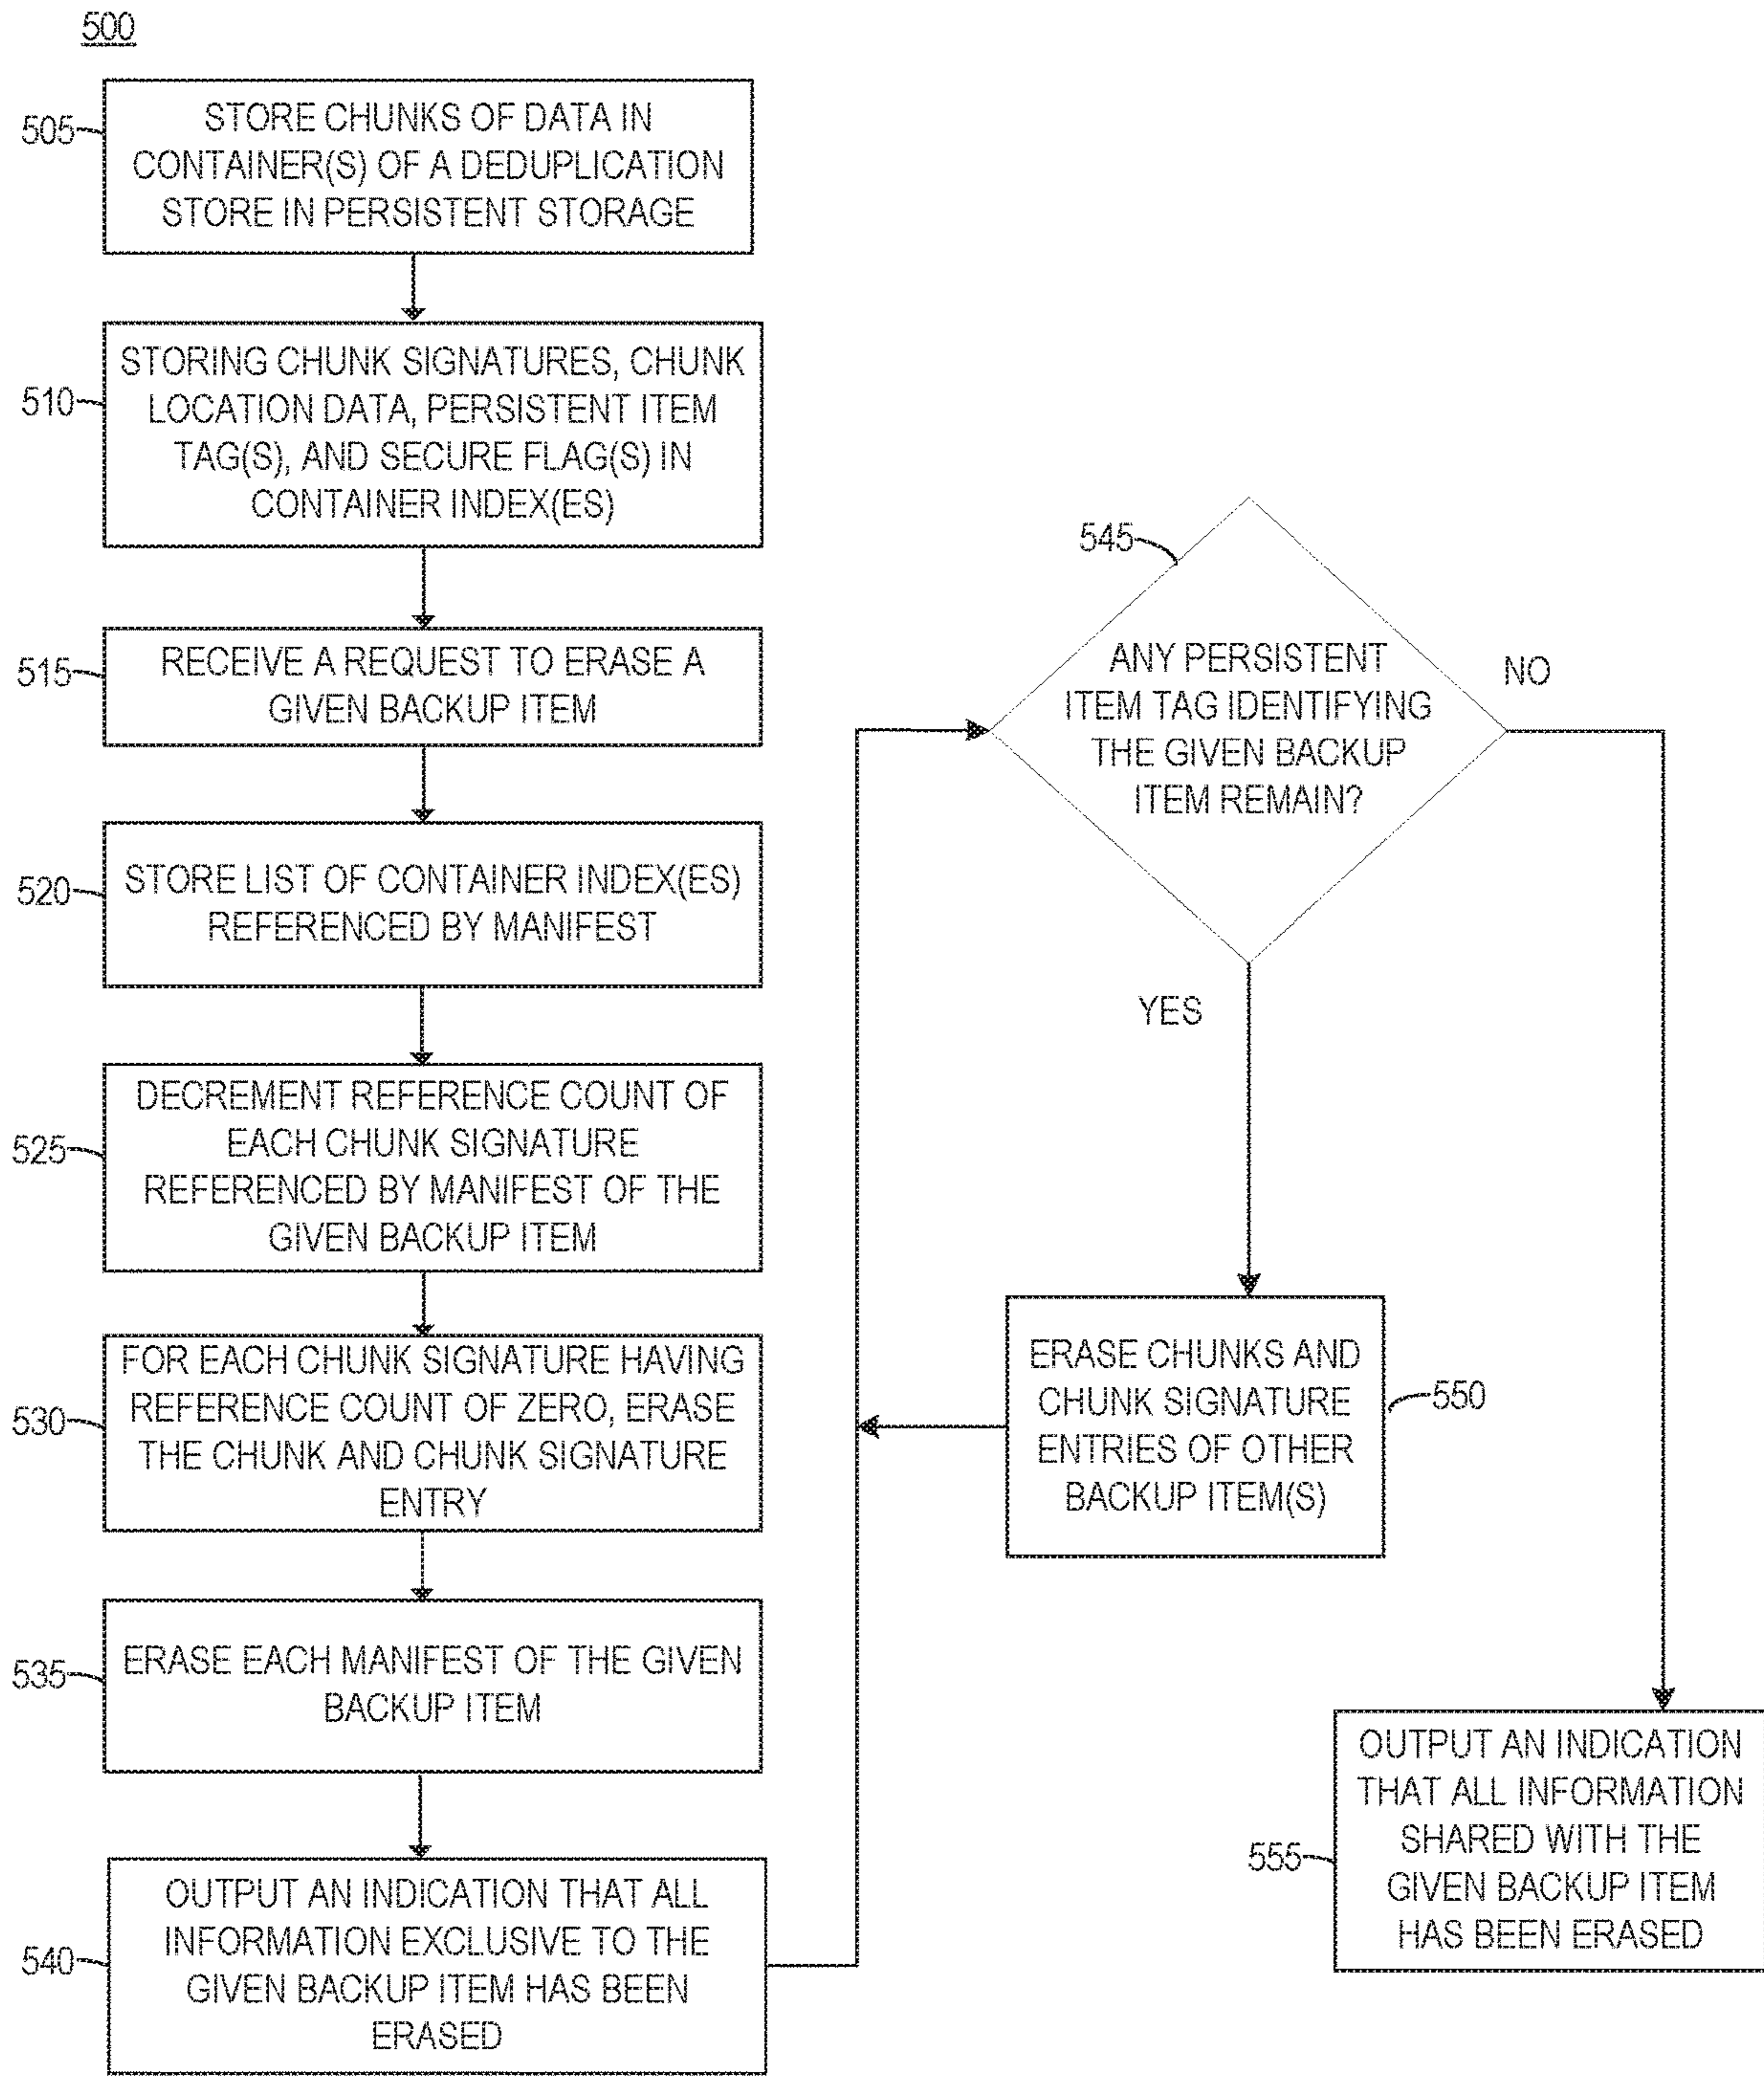 500
505
STORE CHUNKS OF DATA IN
CONTAINER(S) OF A DEDUPLICATION
STORE IN PERSISTENT STORAGE
510
STORING CHUNK SIGNATURES, CHUNK
LOCATION DATA, PERSISTENT ITEM
TAG(S), AND SECURE FLAG(S) IN
CONTAINER INDEX(ES)
515
RECEIVE A REQUEST TO ERASE A
GIVEN BACKUP ITEM
520
STORE LIST OF CONTAINER INDEX(ES)
REFERENCED BY MANIFEST
525
DECREMENT REFERENCE COUNT OF
EACH CHUNK SIGNATURE
REFERENCED BY MANIFEST OF THE
GIVEN BACKUP ITEM
530
FOR EACH CHUNK SIGNATURE HAVING
REFERENCE COUNT OF ZERO, ERASE
THE CHUNK AND CHUNK SIGNATURE
ENTRY
535
ERASE EACH MANIFEST OF THE GIVEN
BACKUP ITEM
540
OUTPUT AN INDICATION THAT ALL
INFORMATION EXCLUSIVE TO THE
GIVEN BACKUP ITEM HAS BEEN
ERASED
545
ANY PERSISTENT
ITEM TAG IDENTIFYING
THE GIVEN BACKUP
ITEM REMAIN?
NO
YES
ERASE CHUNKS AND
CHUNK SIGNATURE
ENTRIES OF OTHER
BACKUP ITEM(S)
550
555
OUTPUT AN INDICATION
THAT ALL INFORMATION
SHARED WITH THE
GIVEN BACKUP ITEM
HAS BEEN ERASED